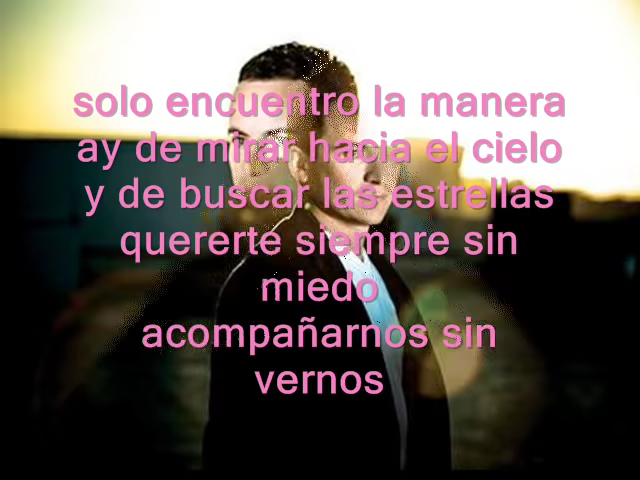 solo encuentro la manera
ay de mirar hacia el cielo
y de buscar las estrellas
quererte siempre sin
miedo
acompañarnos sin
vernos